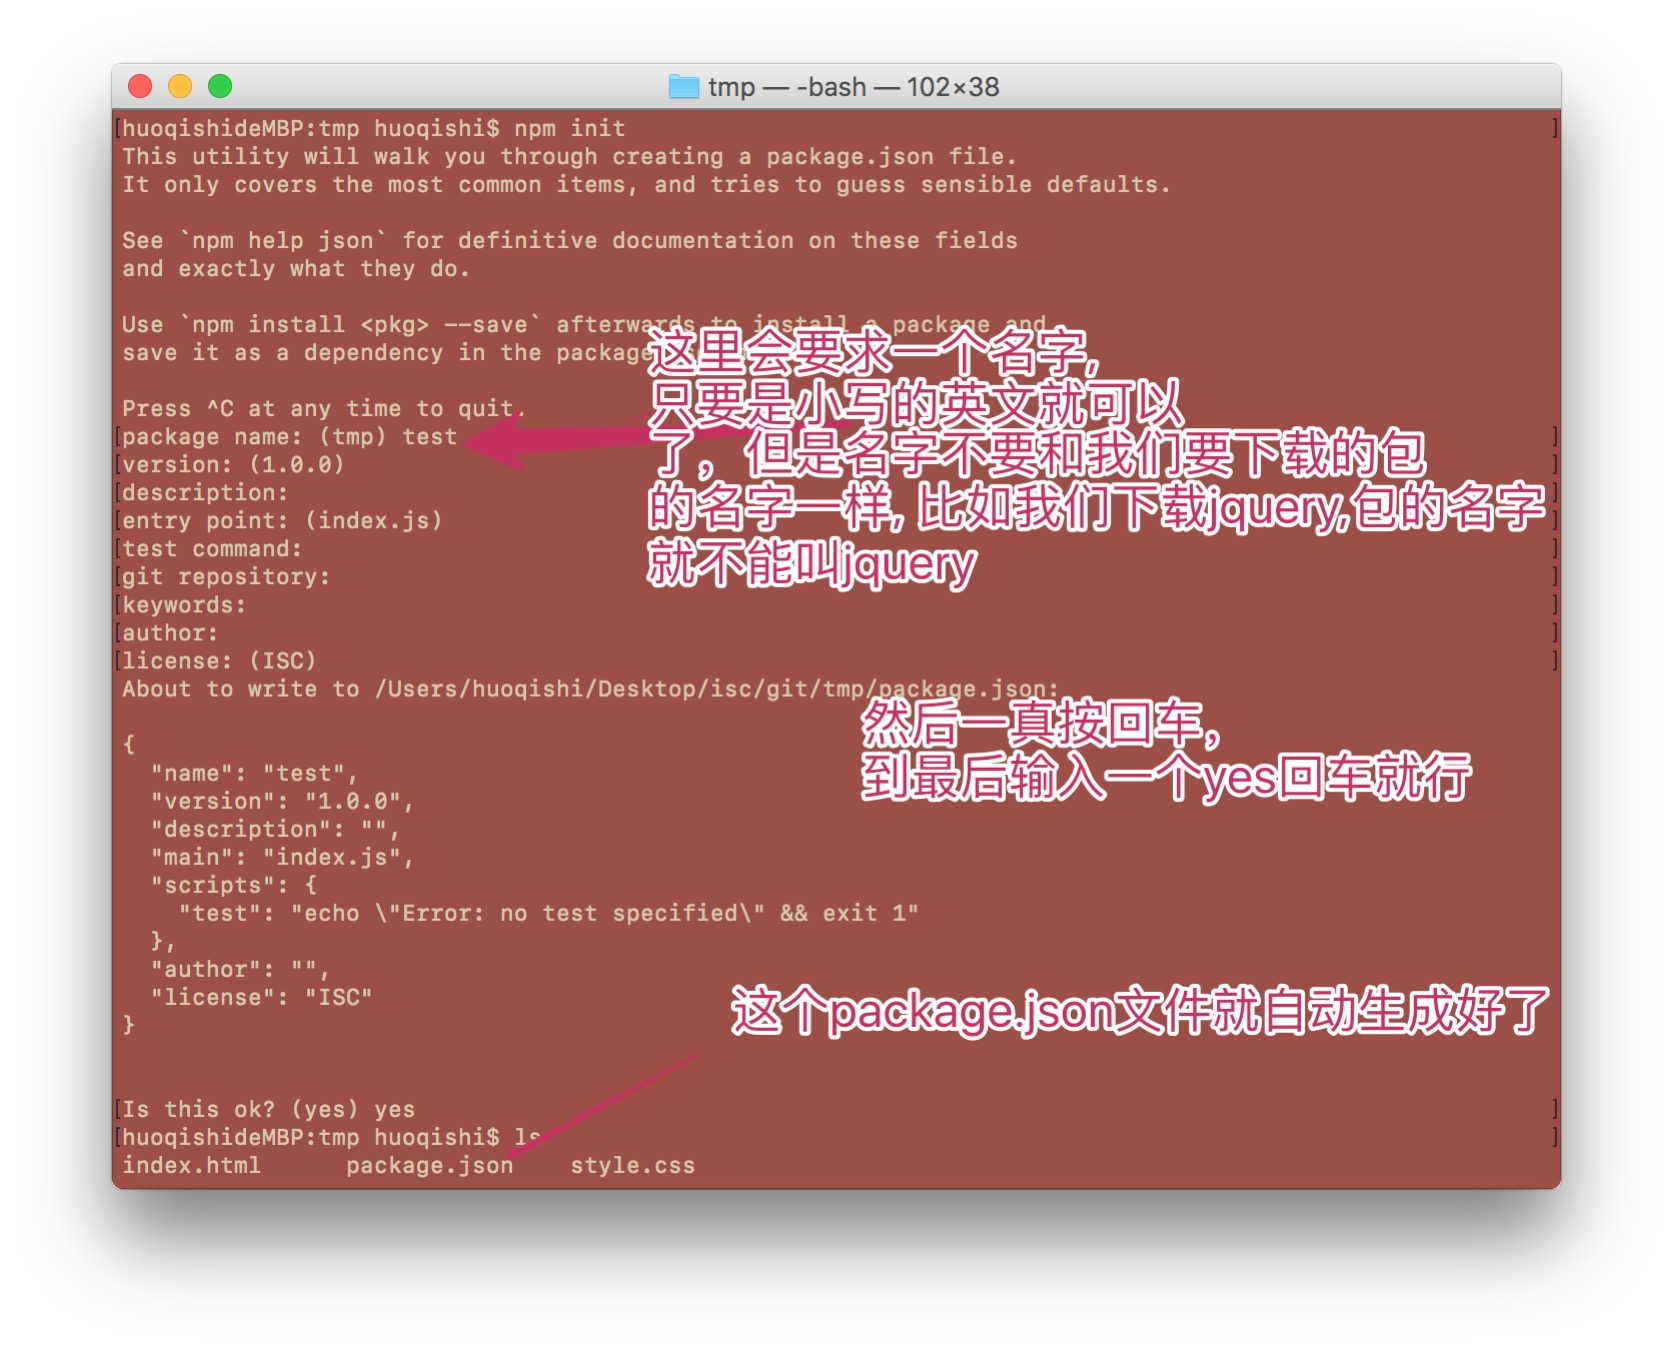 tmp — -bash — 102×38
huoqishideMBP:tmp huoqishi$ npm init
This utility will walk you through creating a package.json file.
It only covers the most common items, and tries to guess sensible defaults.
See `npm help json` for definitive documentation on these fields
and exactly what they do.
Use `npm install <pkg> --save` afterwards to install a package and
save it as a dependency in the package
这里会要求一个名字,
只要是小写的英文就可以
了，但是名字不要和我们要下载的包
的名字一样,比如我们下载jquery,包的名字
就不能叫jquery
Press ^C at any time to quit.
package name: (tmp) test
version: (1.0.0)
description:
entry point: (index.js)
test command:
git repository:
keywords:
author:
license: (ISC)
About to write to /Users/huoqishi/Desktop/isc/git/tmp/package.json:
然后一真按回车,
到最后输入一个yes回车就行
{
"name": "test",
"version": "1.0.0",
"description": "",
"main": "index.js",
"scripts": {
"test": "echo \"Error: no test specified\" && exit 1"
},
"author": "",
"license": "ISC"
}
这个package.json文件就自动生成好了
Is this ok? (yes) yes
huoqishideMBP:tmp huoqishi$ ls
index.html package.json style.css